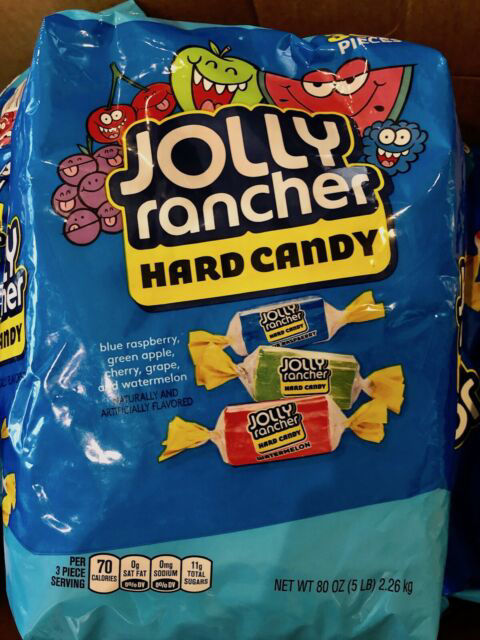 PIECES
JOLLY
rancher
HARD CANDY
blue raspberry,
green apple,
cherry, grape,
and watermelon
NATURALLY AND
ARTIFICIALLY FLAVORED
JOLLY
rancher
HARD CANDY
JOLLY
rancher
HARD CANDY
JOLLY
rancher
HARD CANDY
WATERMELON
PER
3 PIECE
SERVING
70
CALORIES
0g
SAT FAT
0% DV
0mg
SODIUM
0% DV
11g
TOTAL
SUGARS
NET WT 80 OZ (5 LB) 2.26 kg